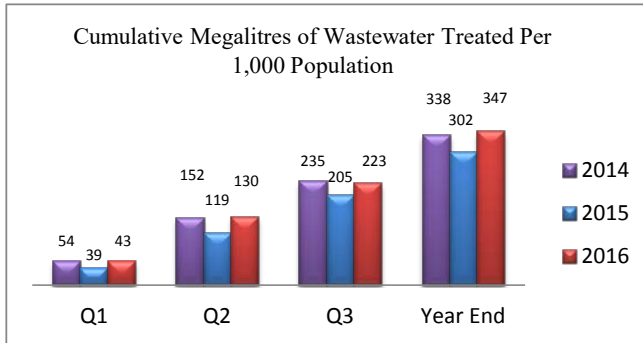 Cumulative Megalitres of Wastewater Treated Per
1,000 Population
54
39
43
152
119
130
235
205
223
338
302
347
Q1
Q2
Q3
Year End
2014
2015
2016